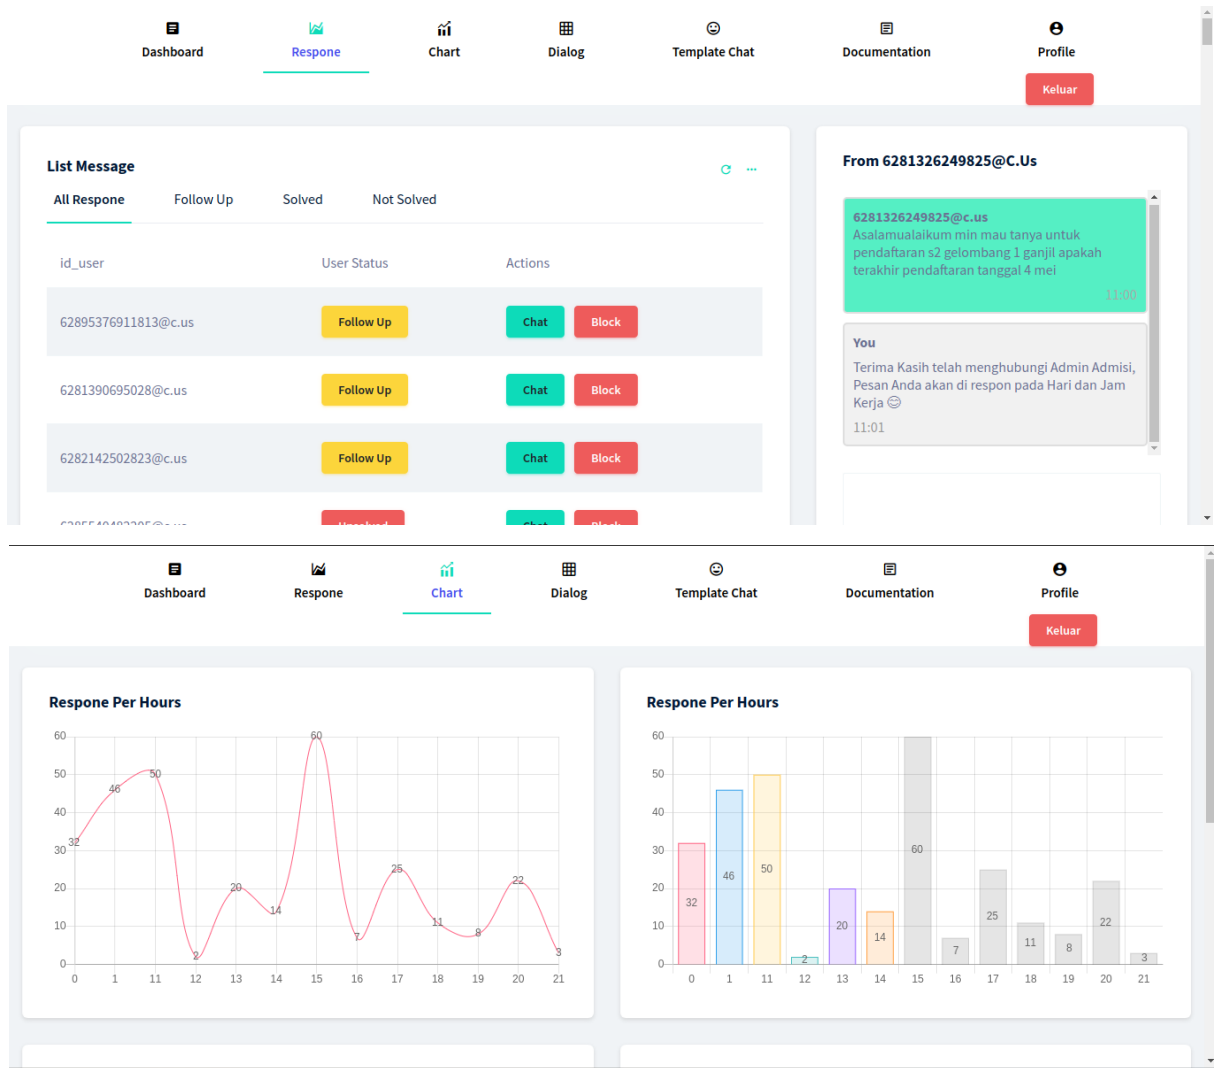 Dashboard Respone Chart Dialog Template Chat Documentation Profile
Keluar
List Message
All Respone Follow Up Solved Not Solved
id_user User Status Actions
62895376911813@c.us Follow Up Chat Block
6281390695028@c.us Follow Up Chat Block
6282142502823@c.us Follow Up Chat Block
From 6281326249825@C.Us
6281326249825@c.us
Asalamualaikum min mau tanya untuk
pendaftaran s2 gelombang 1 ganjil apakah
terakhir pendaftaran tanggal 4 mei
11:00
You
Terima Kasih telah menghubungi Admin Admisi,
Pesan Anda akan di respon pada Hari dan Jam
Kerja 😊
11:01
Dashboard Respone Chart Dialog Template Chat Documentation Profile
Keluar
Respone Per Hours
60
50
40
30
20
10
0
32 46 50 2 20 14 60 7 25 11 8 22 3
0 1 11 12 13 14 15 16 17 18 19 20 21
Respone Per Hours
60
50
40
30
20
10
0
32 46 50 2 20 14 60 7 25 11 8 22 3
0 1 11 12 13 14 15 16 17 18 19 20 21